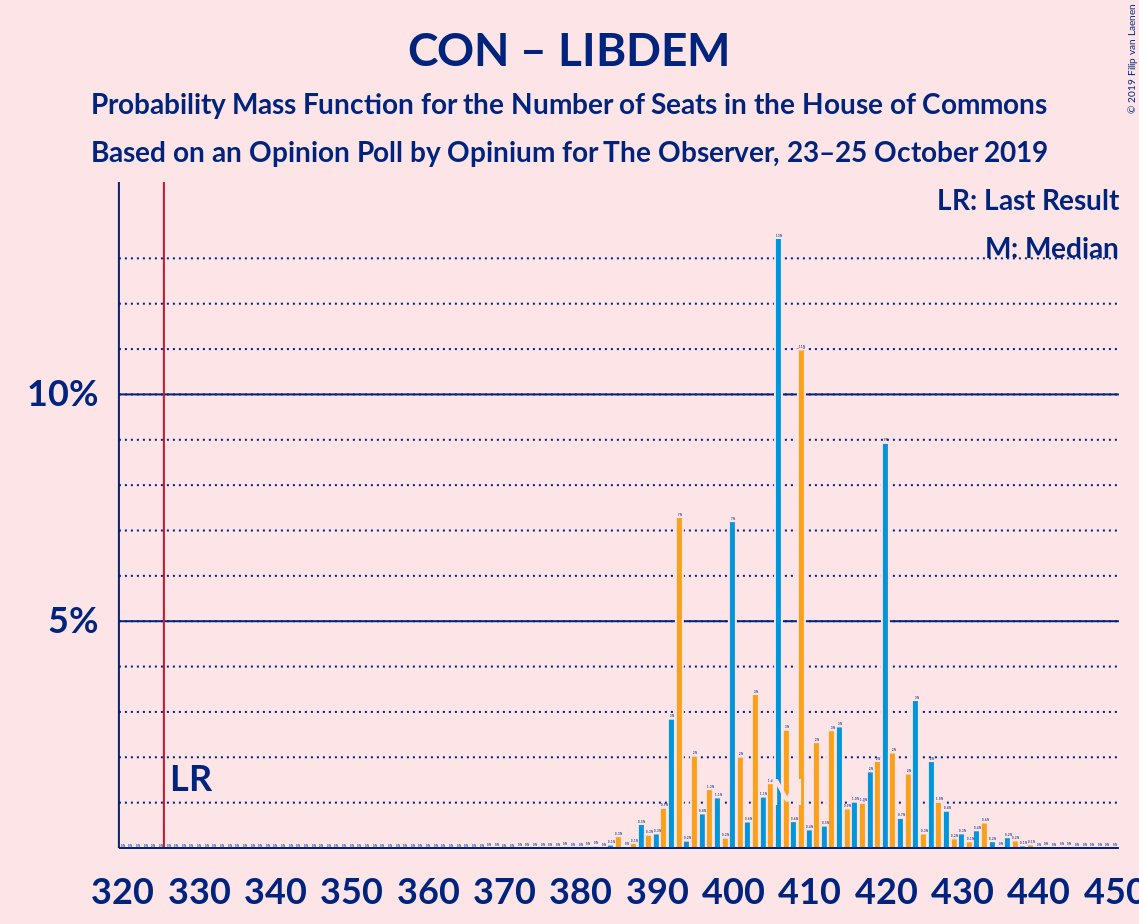 CON – LIBDEM
Probability Mass Function for the Number of Seats in the House of Commons
Based on an Opinion Poll by Opinium for The Observer, 23–25 October 2019
© 2019 Filip van Laenen
LR: Last Result
M: Median
10%
5%
LR
M
320 330 340 350 360 370 380 390 400 410 420 430 440 450